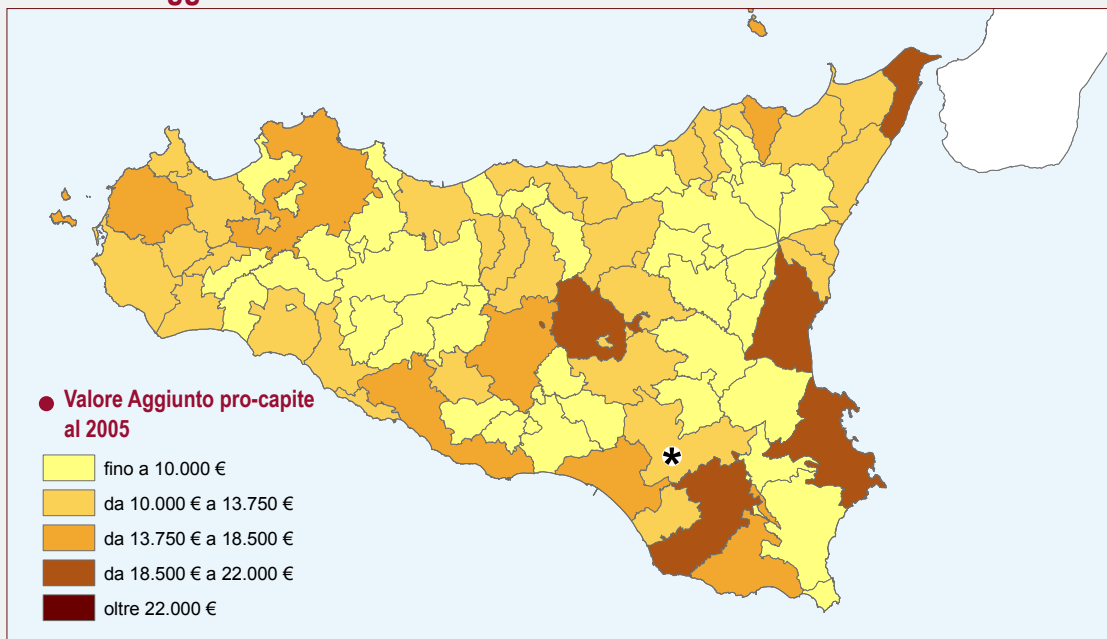 Valore Aggiunto pro-capite
al 2005
fino a 10.000 €
da 10.000 € a 13.750 €
da 13.750 € a 18.500 €
da 18.500 € a 22.000 €
oltre 22.000 €
*